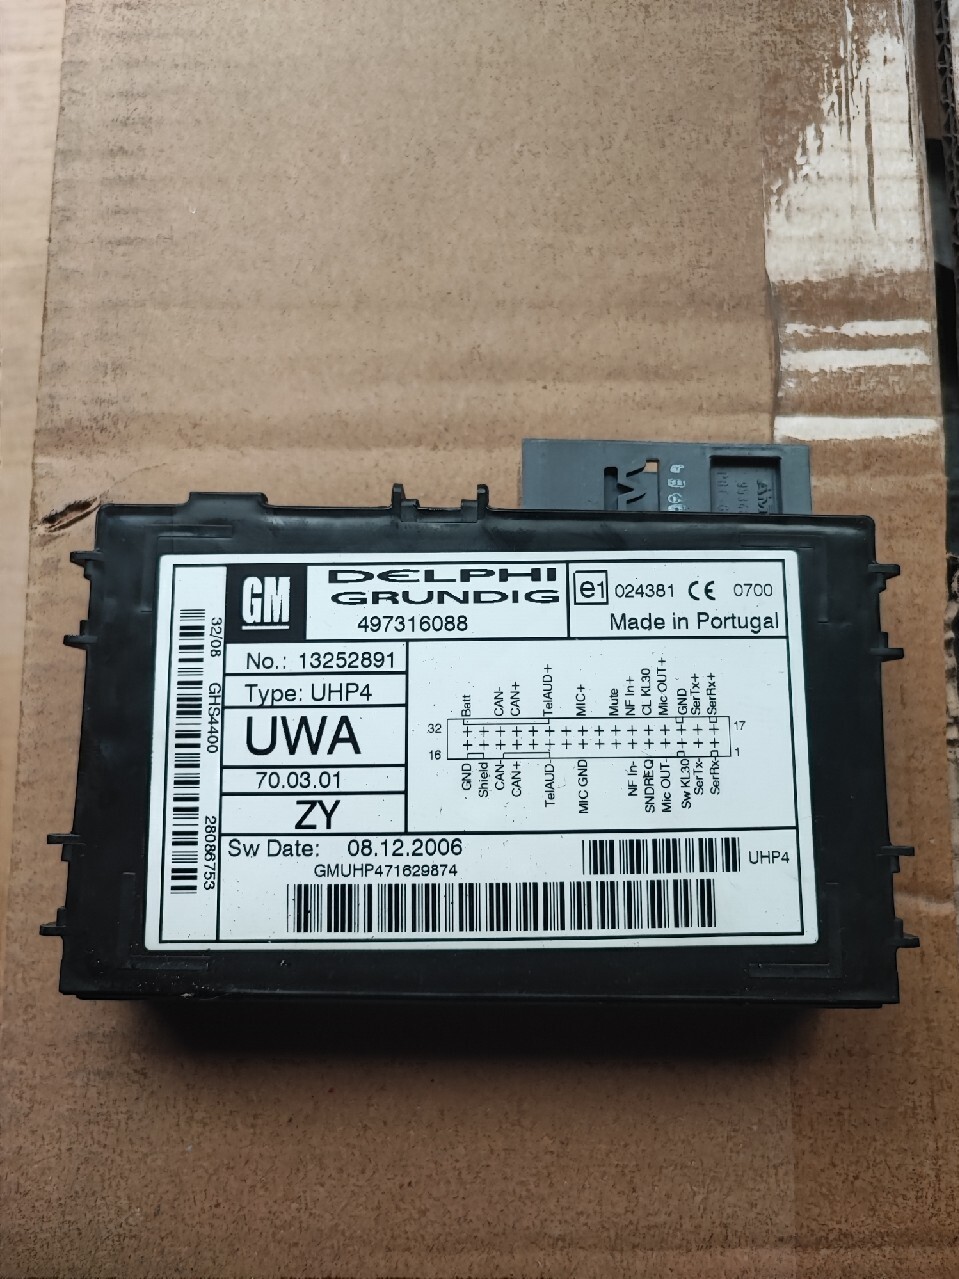 GM
DELPHI
GRUNDIG
497316088
e1 024381 CE 0700
Made in Portugal
32/08 GHS4400 28086753
No.: 13252891
Type: UHP4
UWA
70.03.01
ZY
Batt CAN- CAN+ TelAUD+ MIC+ Mute NF In+ CL KL30 Mic OUT+ GND SerTx+ SerRx+
32 17
16 1
GND Shield CAN- CAN+ TelAUD- MIC GND NF In- SNDREQ Mic OUT- Sw KL30 SerTx- SerRx-
Sw Date: 08.12.2006
GMUHP471629874
UHP4